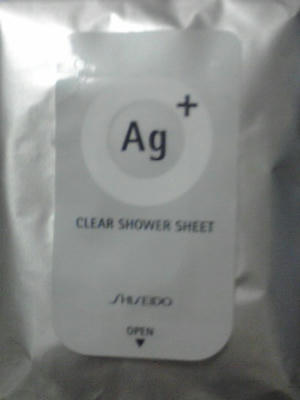 Ag+
CLEAR SHOWER SHEET
SHISEIDO
OPEN